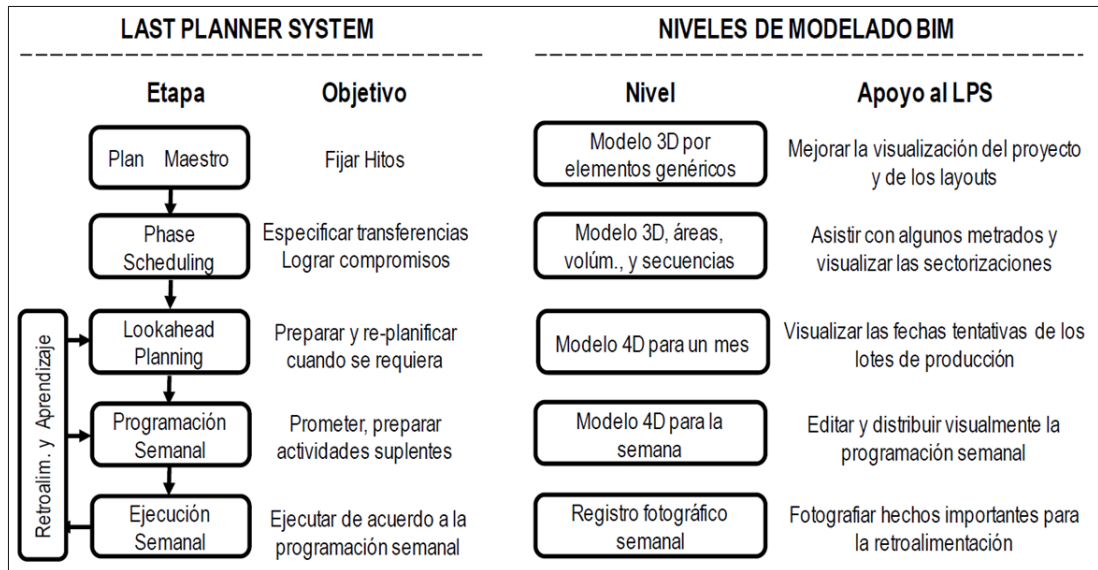 LAST PLANNER SYSTEM
NIVELES DE MODELADO BIM
Etapa
Objetivo
Nivel
Apoyo al LPS
Plan Maestro
Fijar Hitos
Modelo 3D por
elementos genéricos
Mejorar la visualización del proyecto
y de los layouts
Phase
Scheduling
Especificar transferencias
Lograr compromisos
Modelo 3D, áreas,
volúm., y secuencias
Asistir con algunos metrados y
visualizar las sectorizaciones
Retroalim. y Aprendizaje
Lookahead
Planning
Preparar y re-planificar
cuando se requiera
Modelo 4D para un mes
Visualizar las fechas tentativas de los
lotes de producción
Programación
Semanal
Prometer, preparar
actividades suplentes
Modelo 4D para la
semana
Editar y distribuir visualmente la
programación semanal
Ejecución
Semanal
Ejecutar de acuerdo a la
programación semanal
Registro fotográfico
semanal
Fotografiar hechos importantes para
la retroalimentación